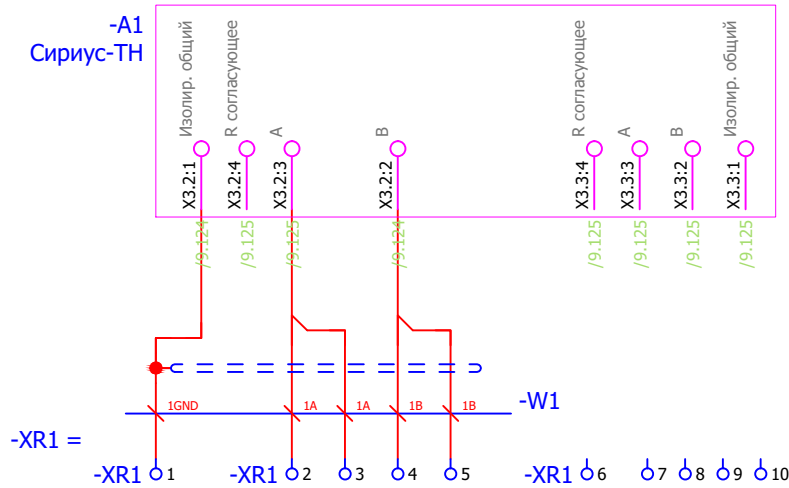 -A1
Сириус-ТН
Изолир. общий
R согласующее
A
B
R согласующее
A
B
Изолир. общий
X3.2:1
X3.2:4
X3.2:3
X3.2:2
X3.3:4
X3.3:3
X3.3:2
X3.3:1
/9.124
/9.125
/9.125
/9.124
/9.125
/9.125
/9.125
/9.125
1GND
1A
1A
1B
1B
-W1
-XR1 =
-XR1 1
-XR1 2
3
4
5
-XR1 6
7
8
9
10